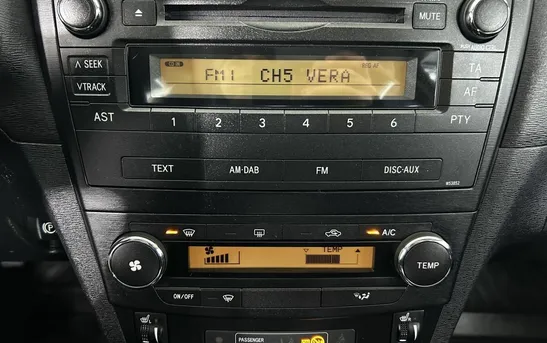 MUTE
FM1 CH5 VERA
∧ SEEK
∨TRACK
TA
AF
AST 1 2 3 4 5 6 PTY
TEXT AM·DAB FM DISC·AUX
A/C
TEMP
TEMP
ON/OFF
PASSENGER